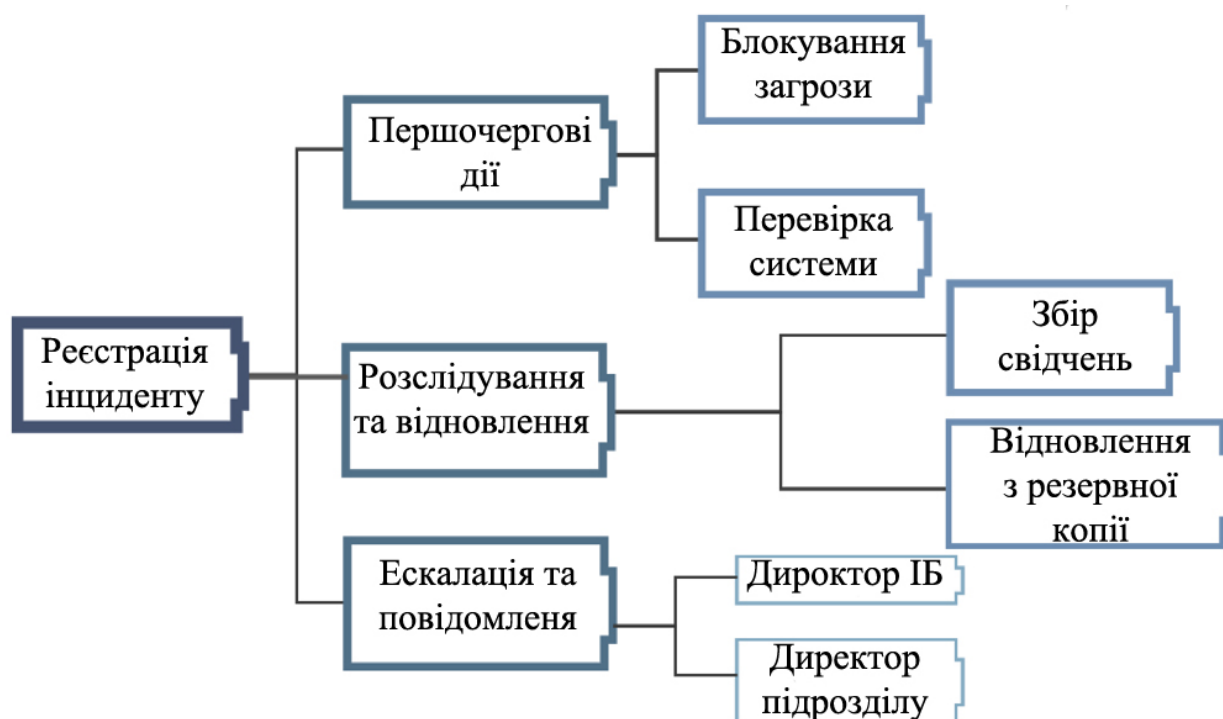 Реєстрація
інциденту
Першочергові
дії
Блокування
загрози
Перевірка
системи
Розслідування
та відновлення
Збір
свідчень
Відновлення
з резервної
копії
Ескалація та
повідомленя
Дироктор ІБ
Директор
підрозділу